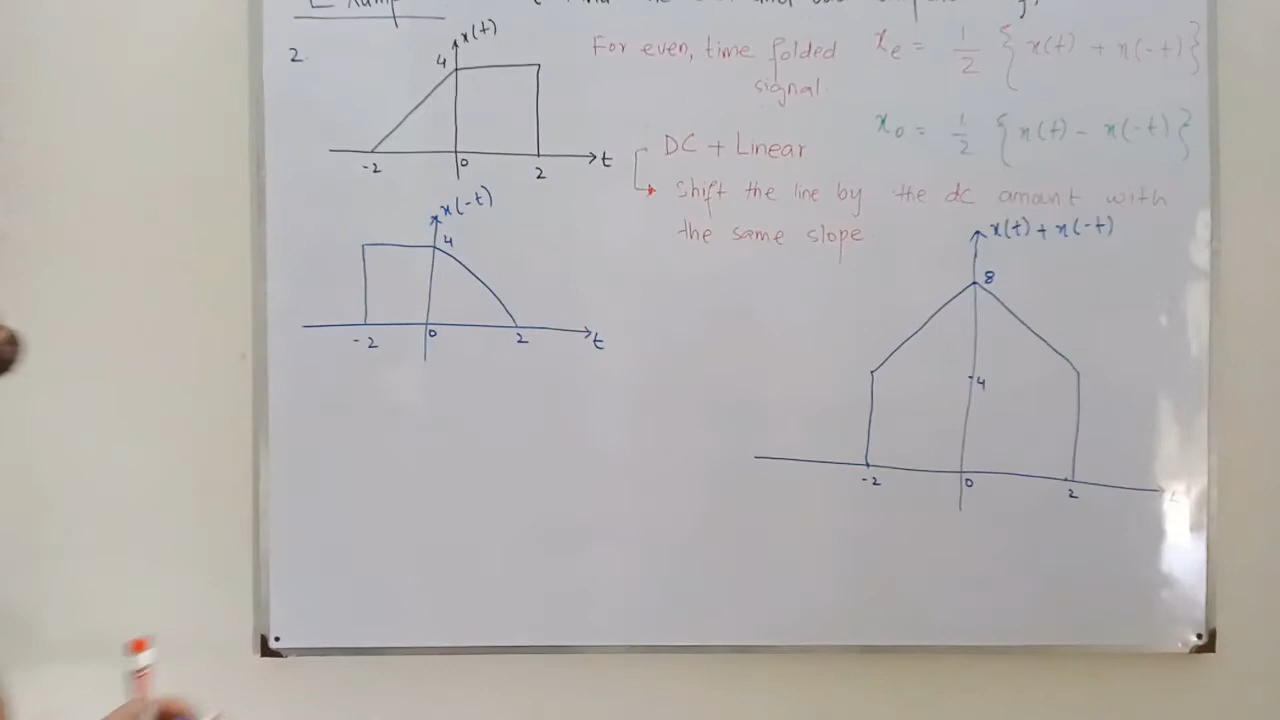 2.
x(t)
4
-2 0 2 t
For even, time folded
signal
xe = 1/2 { x(t) + x(-t) }
xo = 1/2 { x(t) - x(-t) }
DC + Linear
Shift the line by the dc amount with
the same slope
x(-t)
4
-2 0 2 t
x(t) + x(-t)
8
4
-2 0 2 t